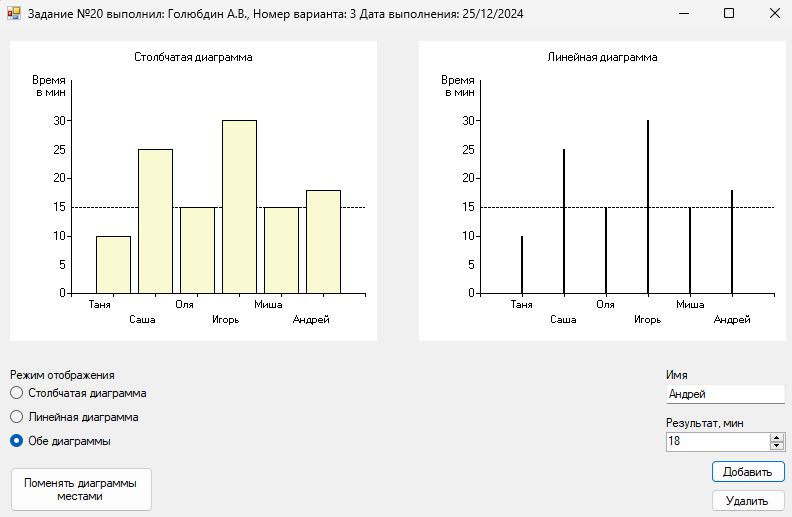 Задание №20 выполнил: Голюбдин А.В., Номер варианта: 3 Дата выполнения: 25/12/2024
Столбчатая диаграмма
Время
в мин
30
25
20
15
10
5
0
Таня
Саша
Оля
Игорь
Миша
Андрей
Линейная диаграмма
Время
в мин
30
25
20
15
10
5
0
Таня
Саша
Оля
Игорь
Миша
Андрей
Режим отображения
Столбчатая диаграмма
Линейная диаграмма
Обе диаграммы
Поменять диаграммы
местами
Имя
Андрей
Результат, мин
18
Добавить
Удалить